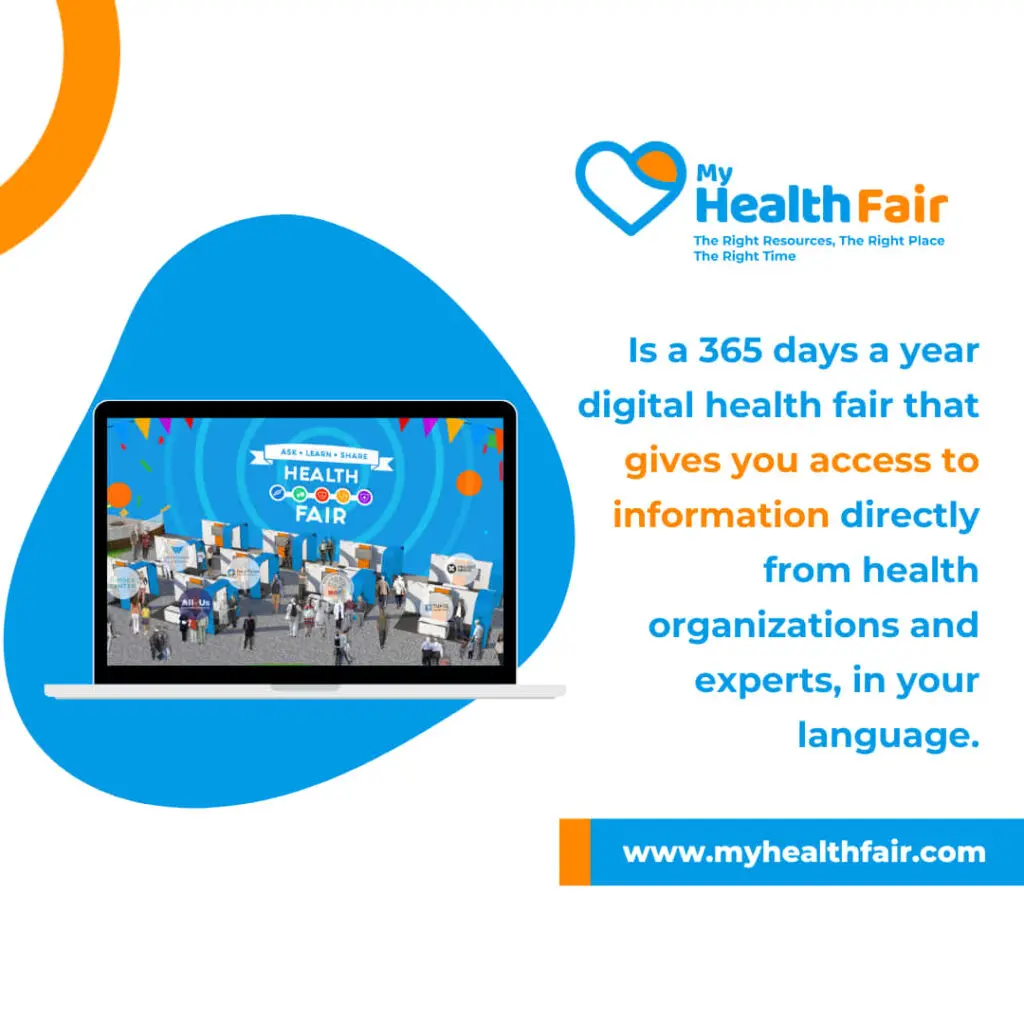 My
Health Fair
The Right Resources, The Right Place
The Right Time
Is a 365 days a year
digital health fair that
gives you access to
information directly
from health
organizations and
experts, in your
language.
ASK • LEARN • SHARE
HEALTH
FAIR
All of Us
TUFTS
www.myhealthfair.com